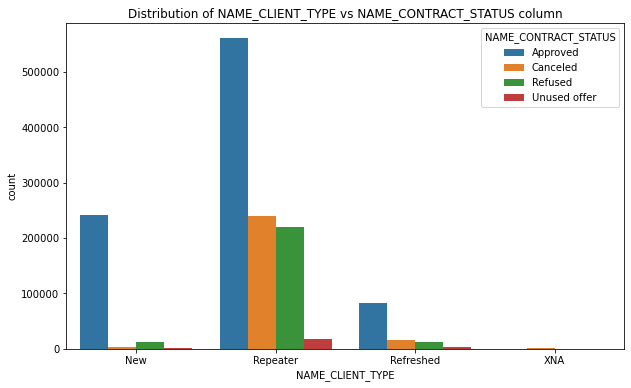 Distribution of NAME_CLIENT_TYPE vs NAME_CONTRACT_STATUS column
NAME_CONTRACT_STATUS
Approved
Canceled
Refused
Unused offer
count
500000
400000
300000
200000
100000
0
New
Repeater
Refreshed
XNA
NAME_CLIENT_TYPE